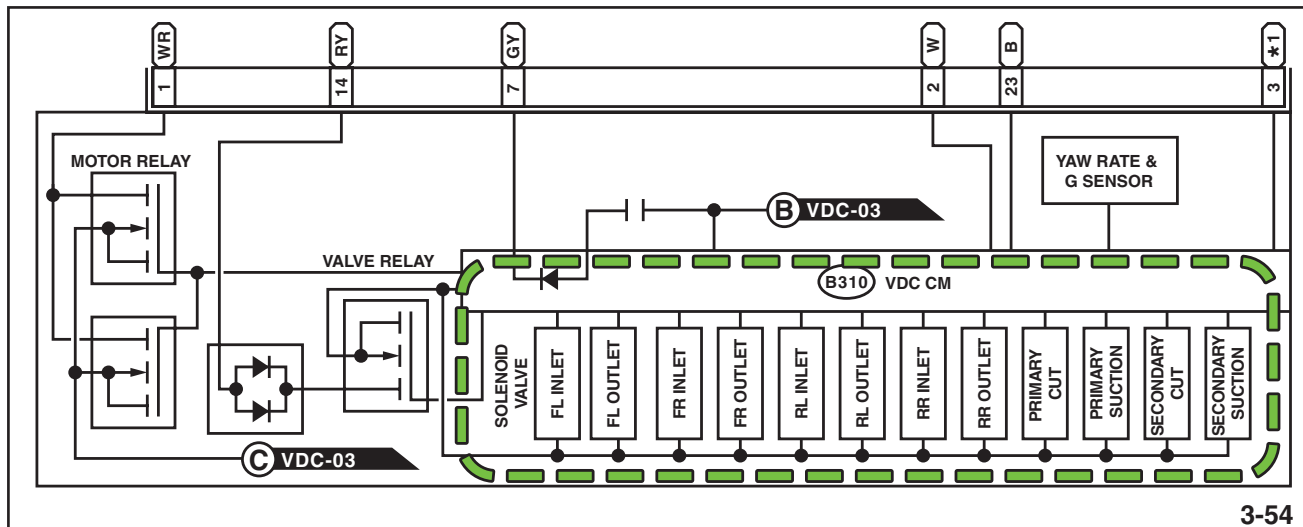 WR
RY
GY
W
B
*1
1
14
7
2
23
3
MOTOR RELAY
YAW RATE &
G SENSOR
B VDC-03
VALVE RELAY
B310 VDC CM
SOLENOID
VALVE
FL INLET
FL OUTLET
FR INLET
FR OUTLET
RL INLET
RL OUTLET
RR INLET
RR OUTLET
PRIMARY
CUT
PRIMARY
SUCTION
SECONDARY
CUT
SECONDARY
SUCTION
C VDC-03
3-54